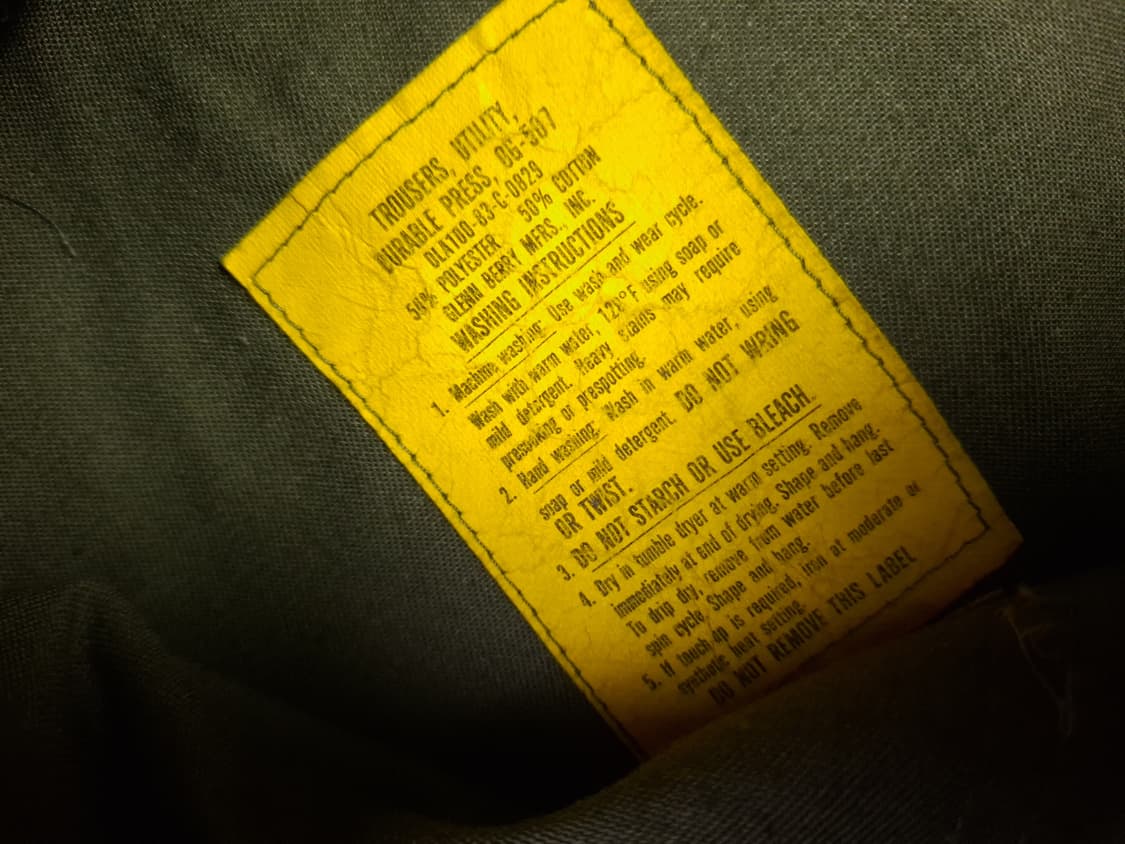 TROUSERS, UTILITY,
DURABLE PRESS, OG-507
DLA100-83-C-0829
50% POLYESTER 50% COTTON
GLENN BERRY MFRS., INC.
WASHING INSTRUCTIONS
1. Machine washing: Use wash and wear cycle.
Wash with warm water, 120°F using soap or
mild detergent. Heavy stains may require
presoaking or prespotting.
2. Hand washing: Wash in warm water, using
soap or mild detergent. DO NOT WRING
OR TWIST.
3. DO NOT STARCH OR USE BLEACH.
4. Dry in tumble dryer at warm setting. Remove
immediately at end of drying. Shape and hang.
To drip dry, remove from water before last
spin cycle. Shape and hang.
5. If touch up is required, iron at moderate or
synthetic heat setting.
DO NOT REMOVE THIS LABEL